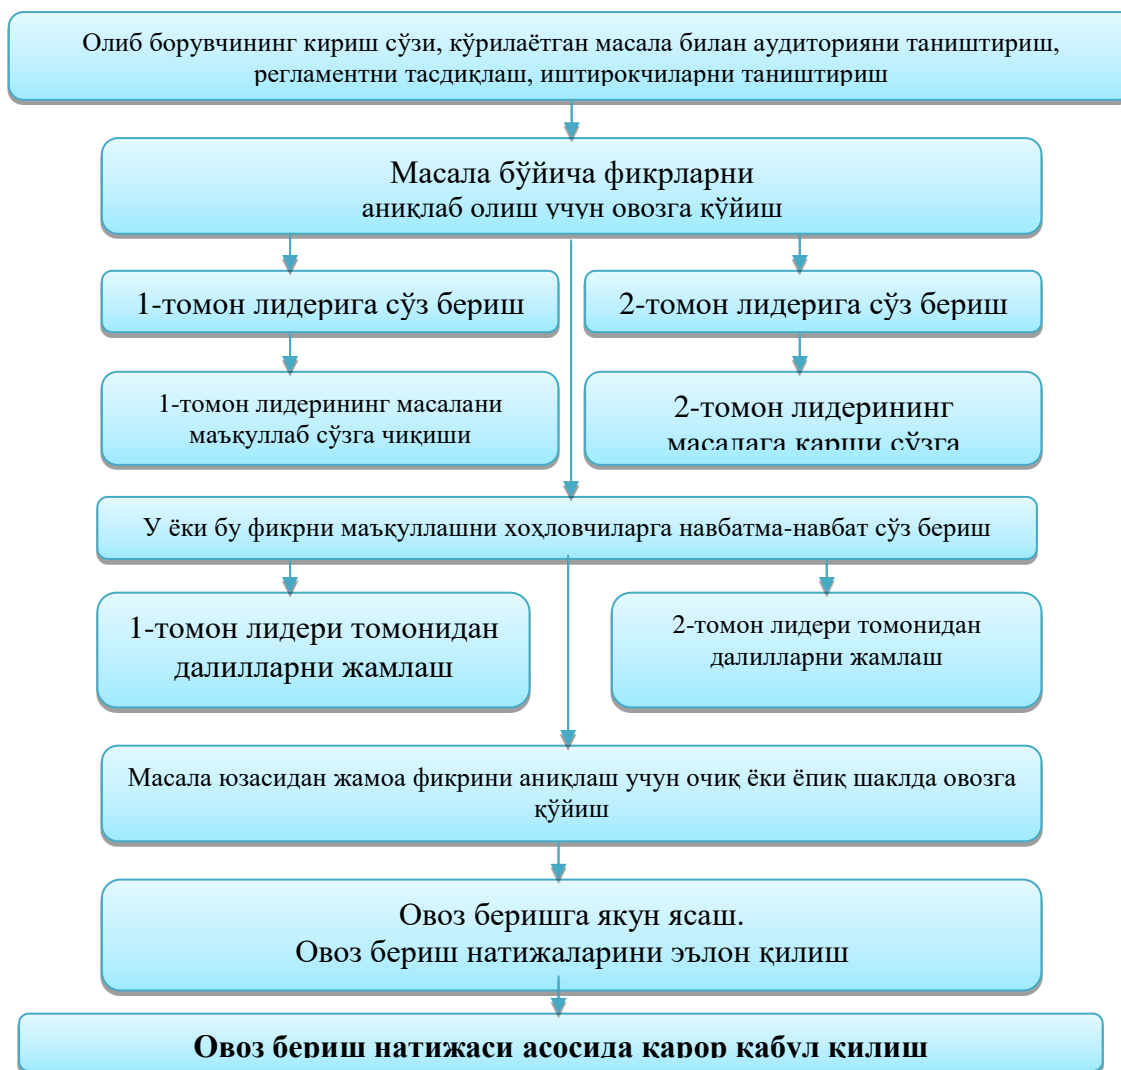 Олиб борувчининг кириш сўзи, кўрилаётган масала билан аудиторияни таништириш,
регламентни тасдиқлаш, иштирокчиларни таништириш
Масала бўйича фикрларни
аниқлаб олиш учун овозга қўйиш
1-томон лидерига сўз бериш
2-томон лидерига сўз бериш
1-томон лидерининг масалани
маъқуллаб сўзга чиқиши
2-томон лидерининг
масалага қарши сўзга
У ёки бу фикрни маъқуллашни хоҳловчиларга навбатма-навбат сўз бериш
1-томон лидери томонидан
далилларни жамлаш
2-томон лидери томонидан
далилларни жамлаш
Масала юзасидан жамоа фикрини аниқлаш учун очиқ ёки ёпиқ шаклда овозга
қўйиш
Овоз беришга якун ясаш.
Овоз бериш натижаларини эълон қилиш
Овоз бериш натижаси асосида қарор қабул қилиш